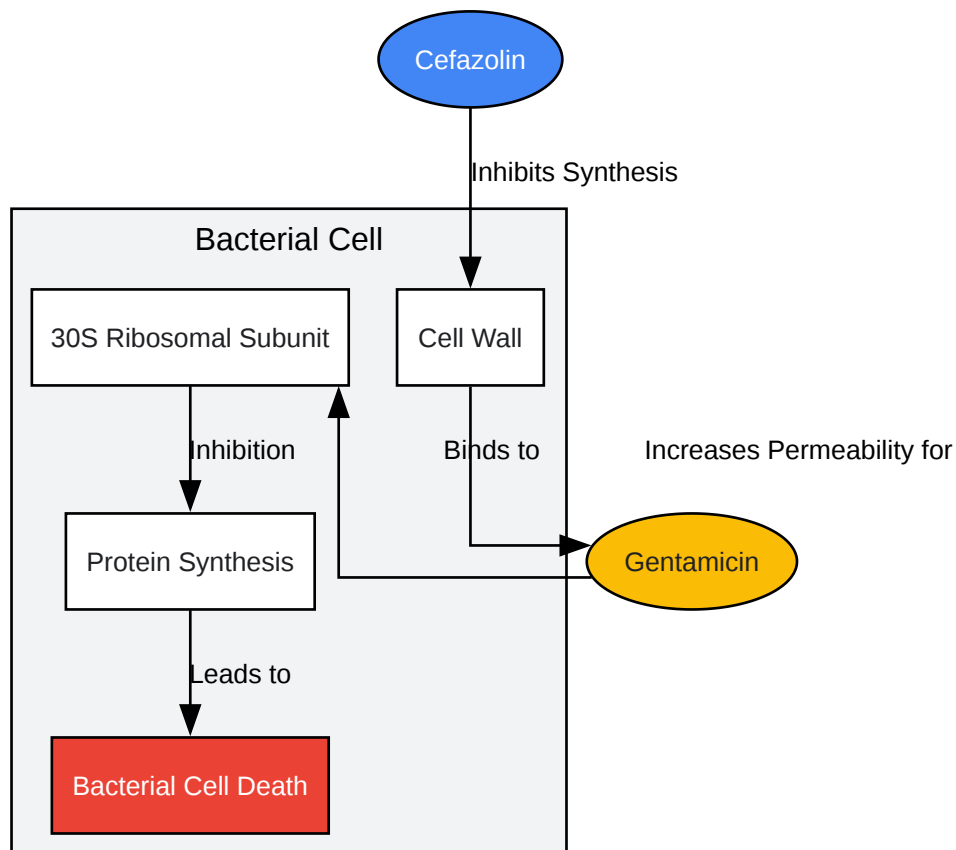 Cefazolin
Inhibits Synthesis
Bacterial Cell
30S Ribosomal Subunit
Cell Wall
Inhibition
Binds to
Increases Permeability for
Protein Synthesis
Gentamicin
Leads to
Bacterial Cell Death